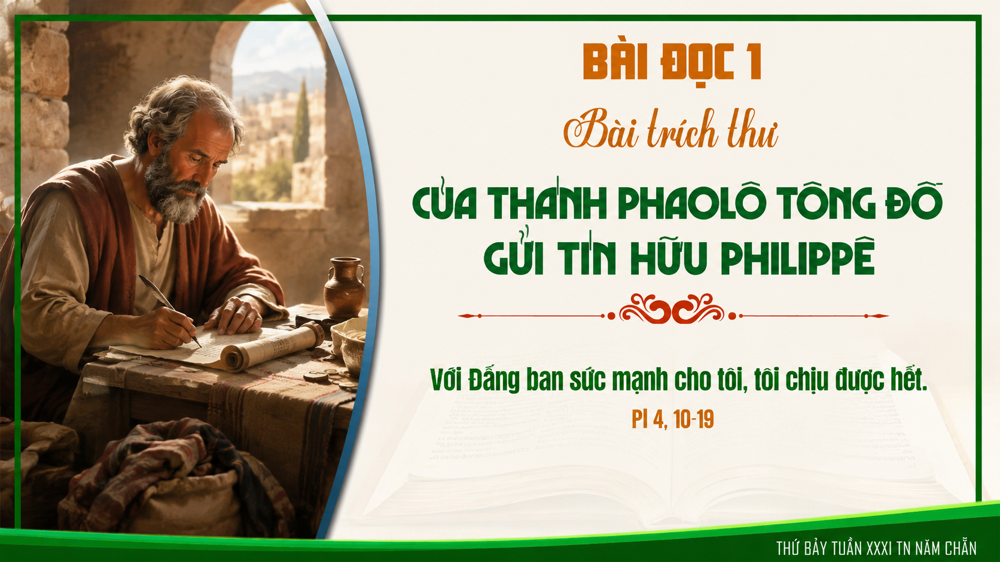 BÀI ĐỌC 1
Bài trích thư
CỦA THÁNH PHAOLÔ TÔNG ĐỒ
GỬI TÍN HỮU PHILIPPÊ
Với Đấng ban sức mạnh cho tôi, tôi chịu được hết.
Pl 4, 10-19
THỨ BẢY TUẦN XXXI TN NĂM CHẴN